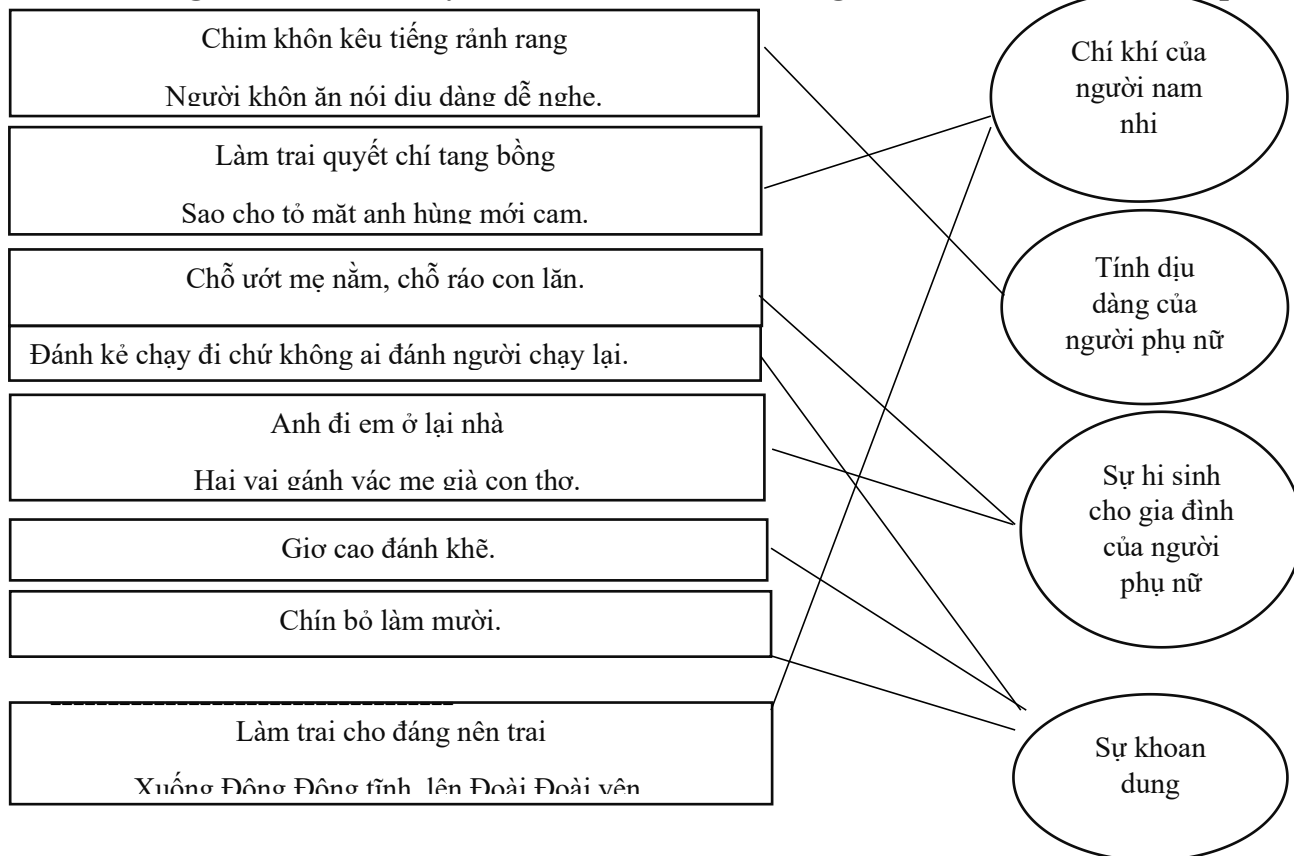 Chim khôn kêu tiếng rảnh rang
Người khôn ăn nói dịu dàng dễ nghe.
Làm trai quyết chí tang bồng
Sao cho tỏ mặt anh hùng mới cam.
Chỗ ướt mẹ nằm, chỗ ráo con lăn.
Đánh kẻ chạy đi chứ không ai đánh người chạy lại.
Anh đi em ở lại nhà
Hai vai gánh vác mẹ già con thơ.
Giơ cao đánh khẽ.
Chín bỏ làm mười.
Làm trai cho đáng nên trai
Xuống Đông Đông tĩnh, lên Đoài Đoài yên
Chí khí của
người nam
nhi
Tính dịu
dàng của
người phụ nữ
Sự hi sinh
cho gia đình
của người
phụ nữ
Sự khoan
dung